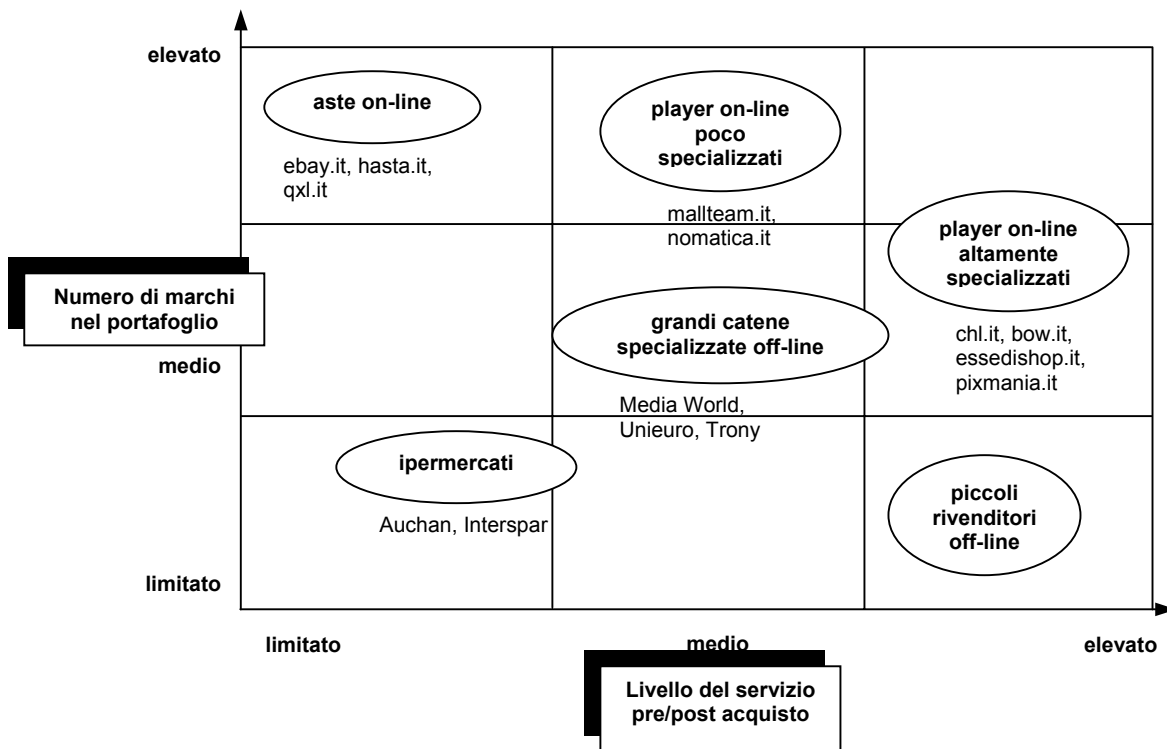 elevato
aste on-line
ebay.it, hasta.it,
qxl.it
player on-line
poco
specializzati
mallteam.it,
nomatica.it
player on-line
altamente
specializzati
chl.it, bow.it,
essedishop.it,
pixmania.it
Numero di marchi
nel portafoglio
medio
grandi catene
specializzate off-line
Media World,
Unieuro, Trony
ipermercati
Auchan, Interspar
piccoli
rivenditori
off-line
limitato
limitato
medio
elevato
Livello del servizio
pre/post acquisto